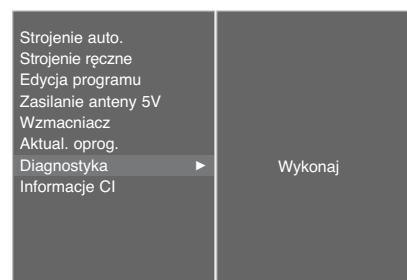 Strojenie auto.
Strojenie ręczne
Edycja programu
Zasilanie anteny 5V
Wzmacniacz
Aktual. oprog.
Diagnostyka ►
Informacje CI
Wykonaj